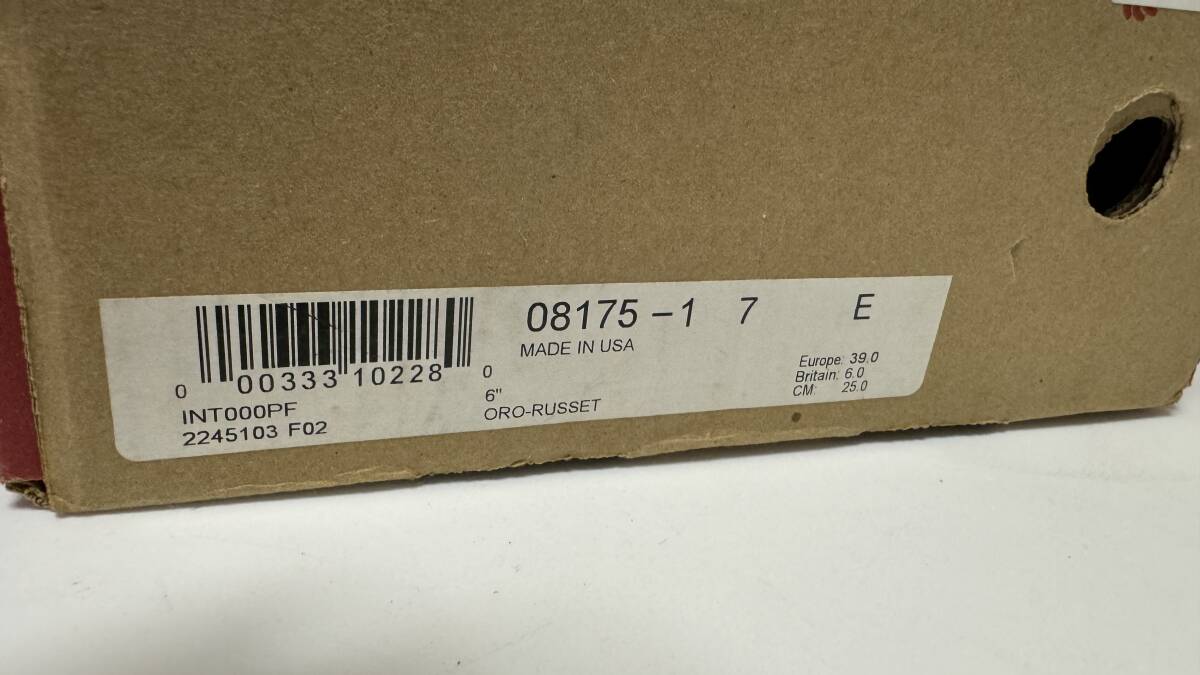 08175-1 7 E
MADE IN USA
0 00333 10228 0
INT000PF
2245103 F02
6"
ORO-RUSSET
Europe: 39.0
Britain: 6.0
CM: 25.0